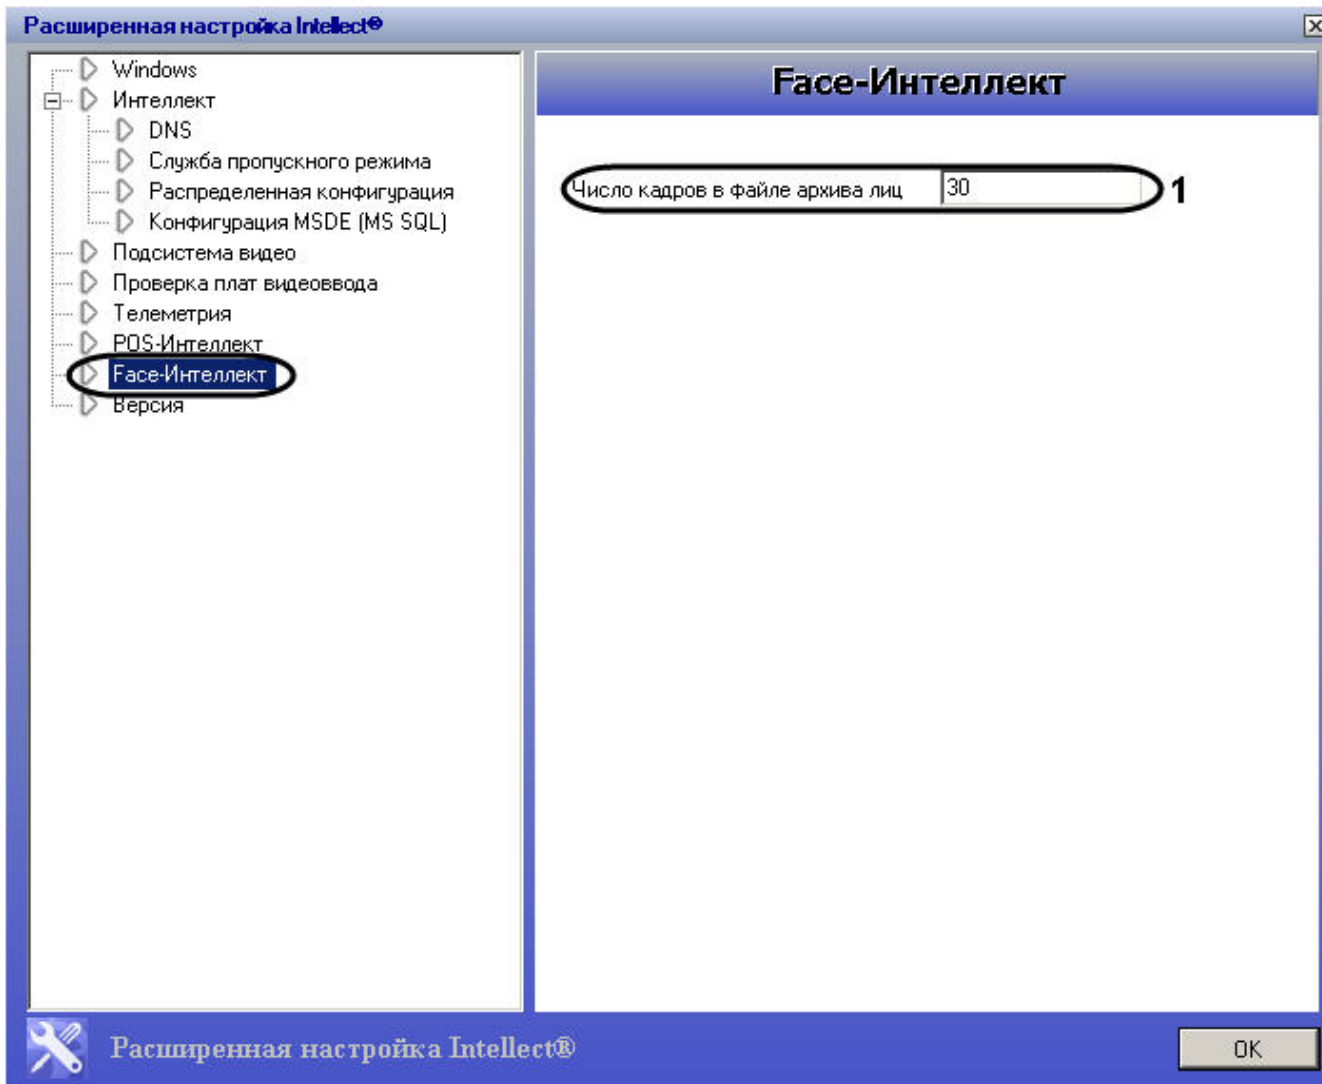 Расширенная настройка Intellect®
Windows
Интеллект
DNS
Служба пропускного режима
Распределенная конфигурация
Конфигурация MSDE (MS SQL)
Подсистема видео
Проверка плат видеоввода
Телеметрия
POS-Интеллект
Face-Интеллект
Версия
Face-Интеллект
Число кадров в файле архива лиц 30 1
Расширенная настройка Intellect®
OK